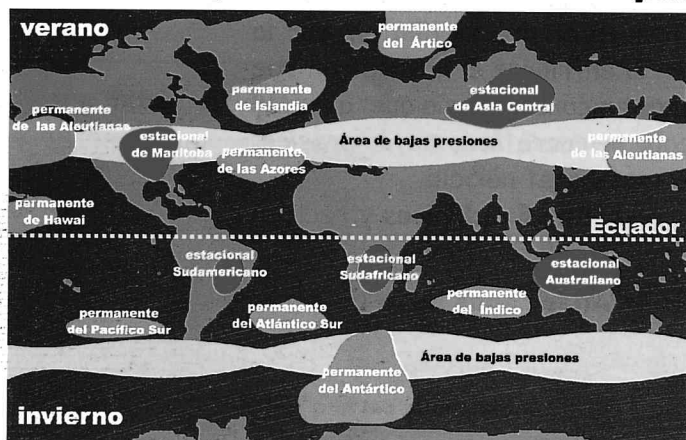 verano
permanente
del Ártico
permanente
de Islandia
estacional
de Asia Central
permanente
de las Aleutianas
estacional
de Manitoba
Área de bajas presiones
permanente
de las Azores
permanente
de las Aleutianas
permanente
de Hawai
Ecuador
estacional
Sudamericano
estacional
Sudafricano
estacional
Australiano
permanente
del Pacífico Sur
permanente
del Atlántico Sur
permanente
del Índico
Área de bajas presiones
permanente
del Antártico
invierno